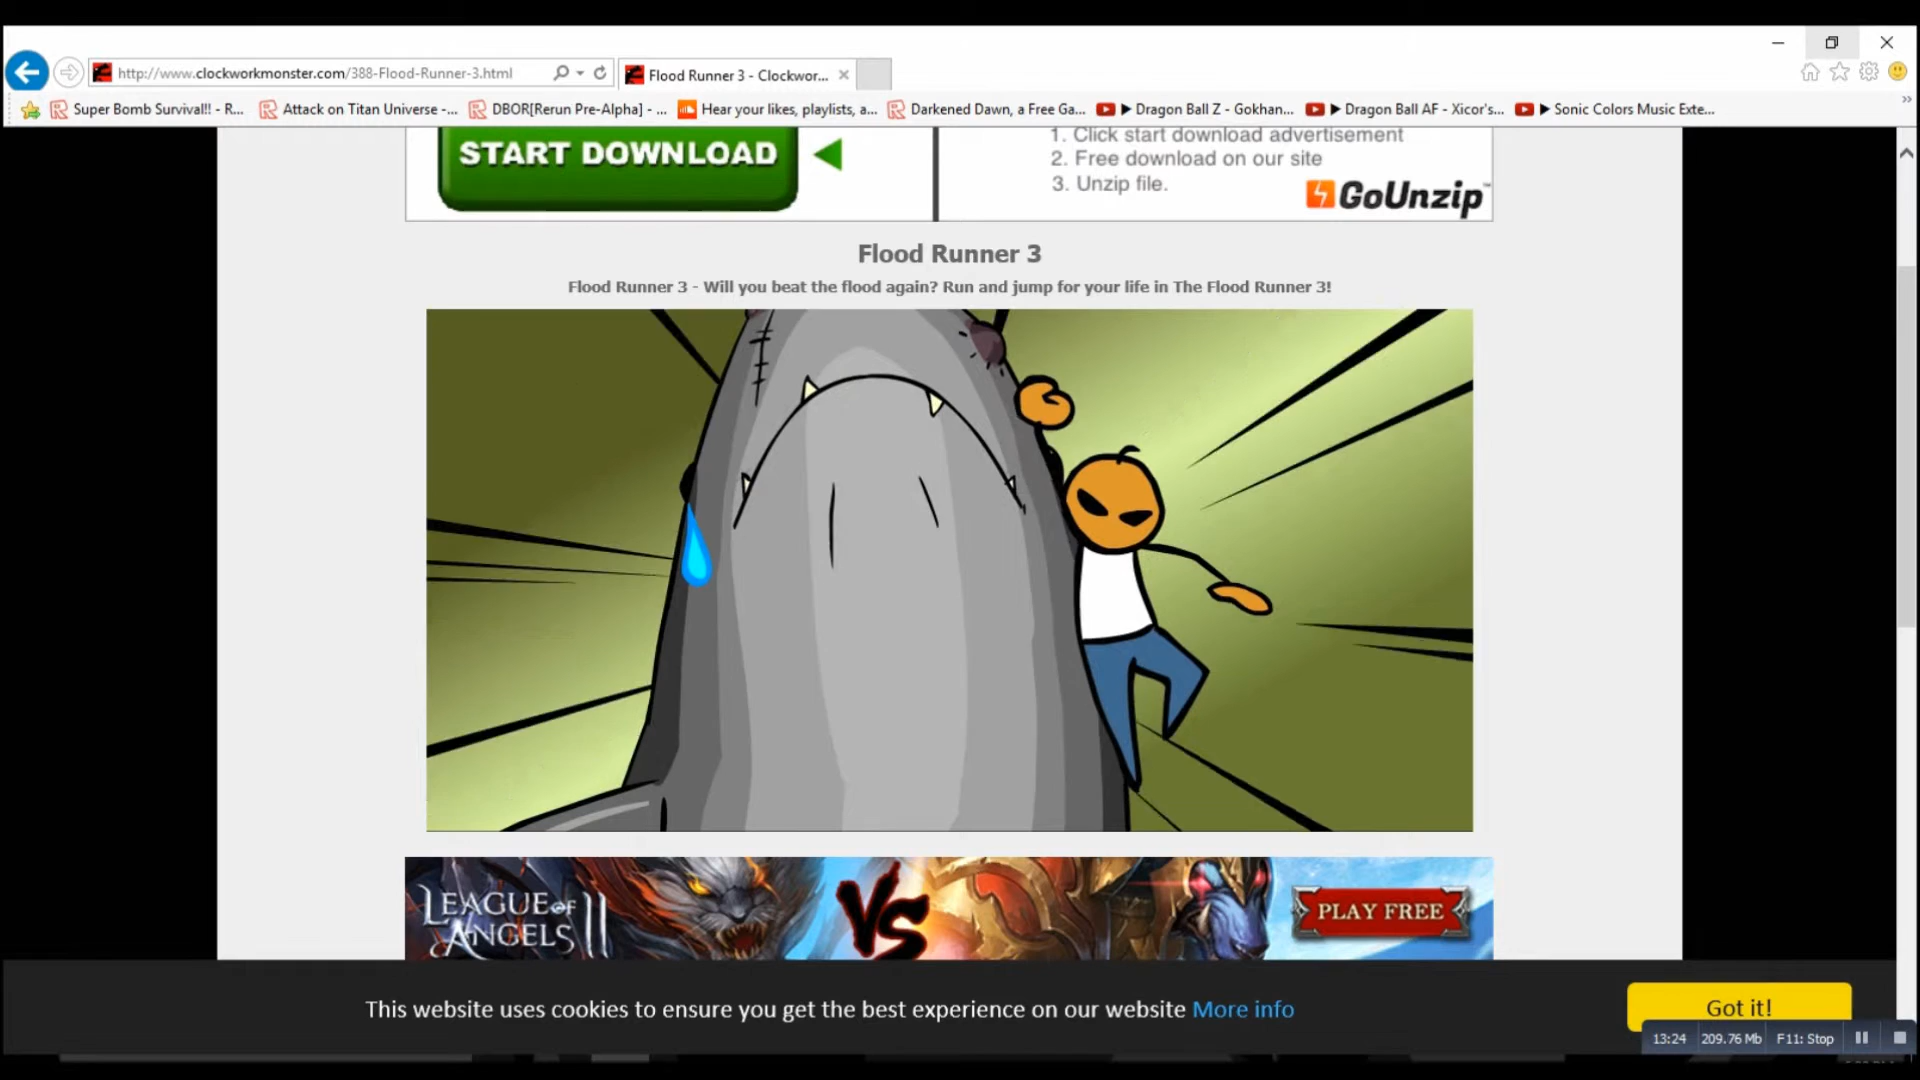 http://www.clockworkmonster.com/388-Flood-Runner-3.html
Flood Runner 3 - Clockwor...
Super Bomb Survival!! - R...
Attack on Titan Universe -...
DBOR[Rerun Pre-Alpha] - ...
Hear your likes, playlists, a...
Darkened Dawn, a Free Ga...
▶ Dragon Ball Z - Gokhan...
▶ Dragon Ball AF - Xicor's...
▶ Sonic Colors Music Exte...
START DOWNLOAD
1. Click start download advertisement
2. Free download on our site
3. Unzip file.
GoUnzip™
Flood Runner 3
Flood Runner 3 - Will you beat the flood again? Run and jump for your life in The Flood Runner 3!
LEAGUE OF ANGELS II
VS
PLAY FREE
This website uses cookies to ensure you get the best experience on our website More info
Got it!
13:24 209.76 Mb F11: Stop